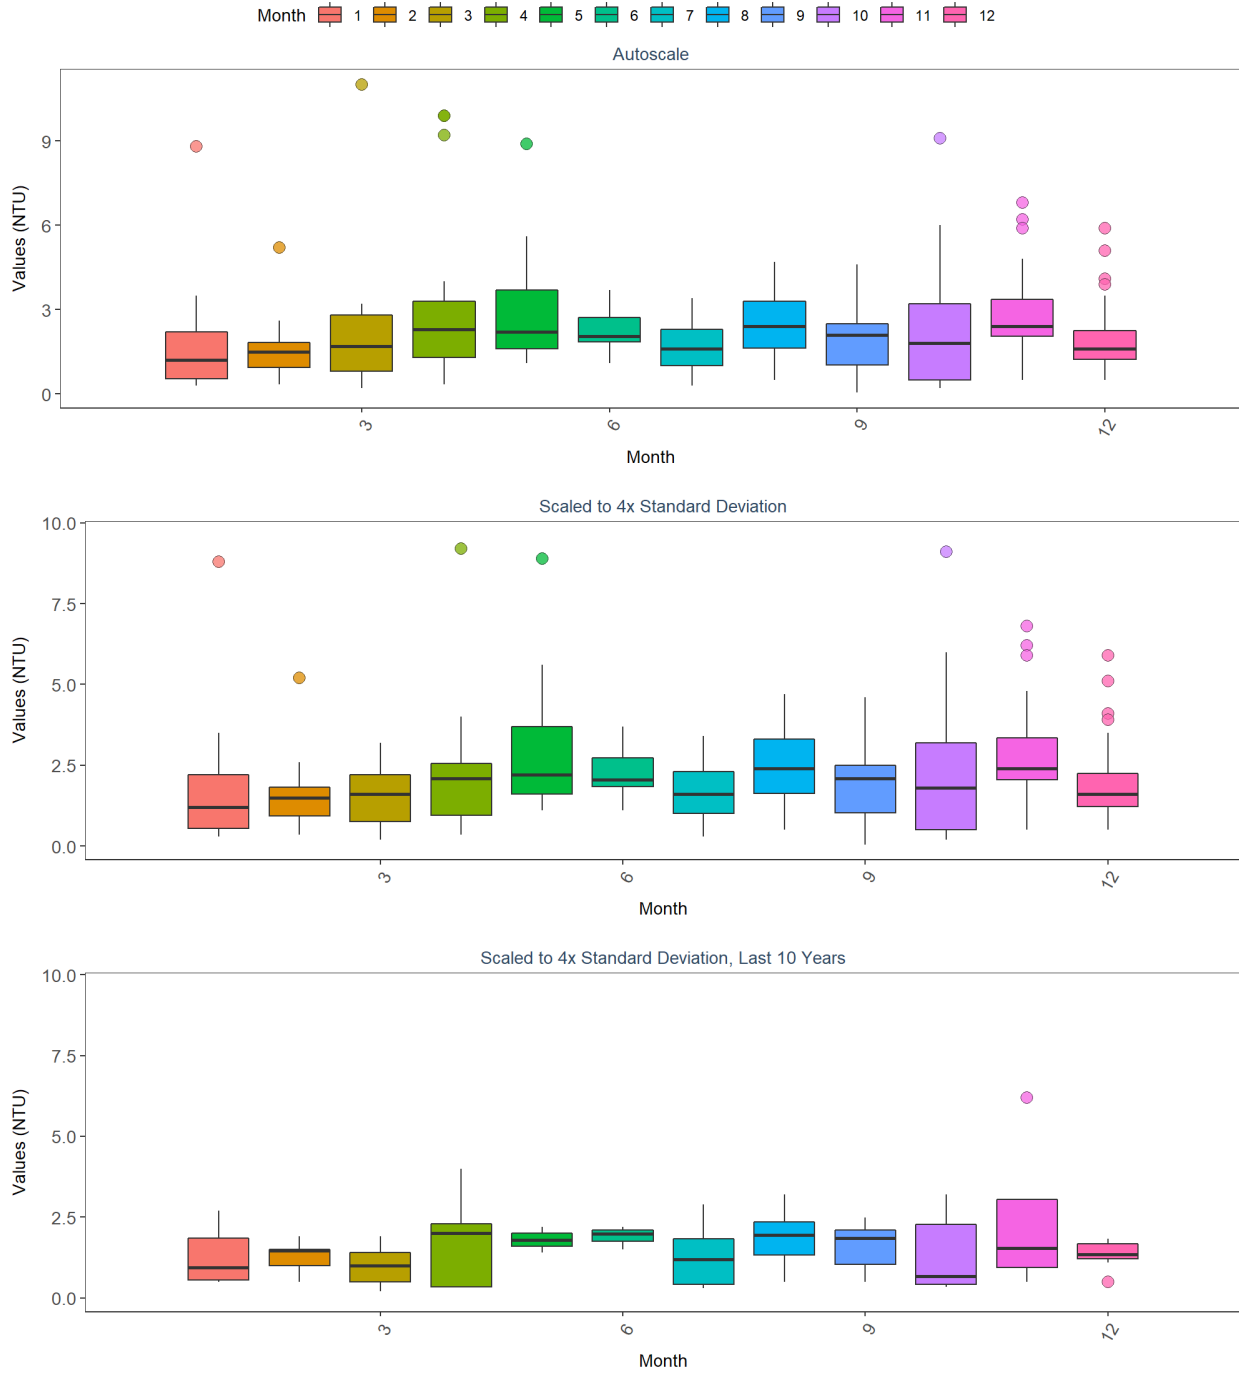 Month 1 2 3 4 5 6 7 8 9 10 11 12
Autoscale
Values (NTU)
9
6
3
0
3 6 9 12
Month
Scaled to 4x Standard Deviation
Values (NTU)
10.0
7.5
5.0
2.5
0.0
3 6 9 12
Month
Scaled to 4x Standard Deviation, Last 10 Years
Values (NTU)
10.0
7.5
5.0
2.5
0.0
3 6 9 12
Month